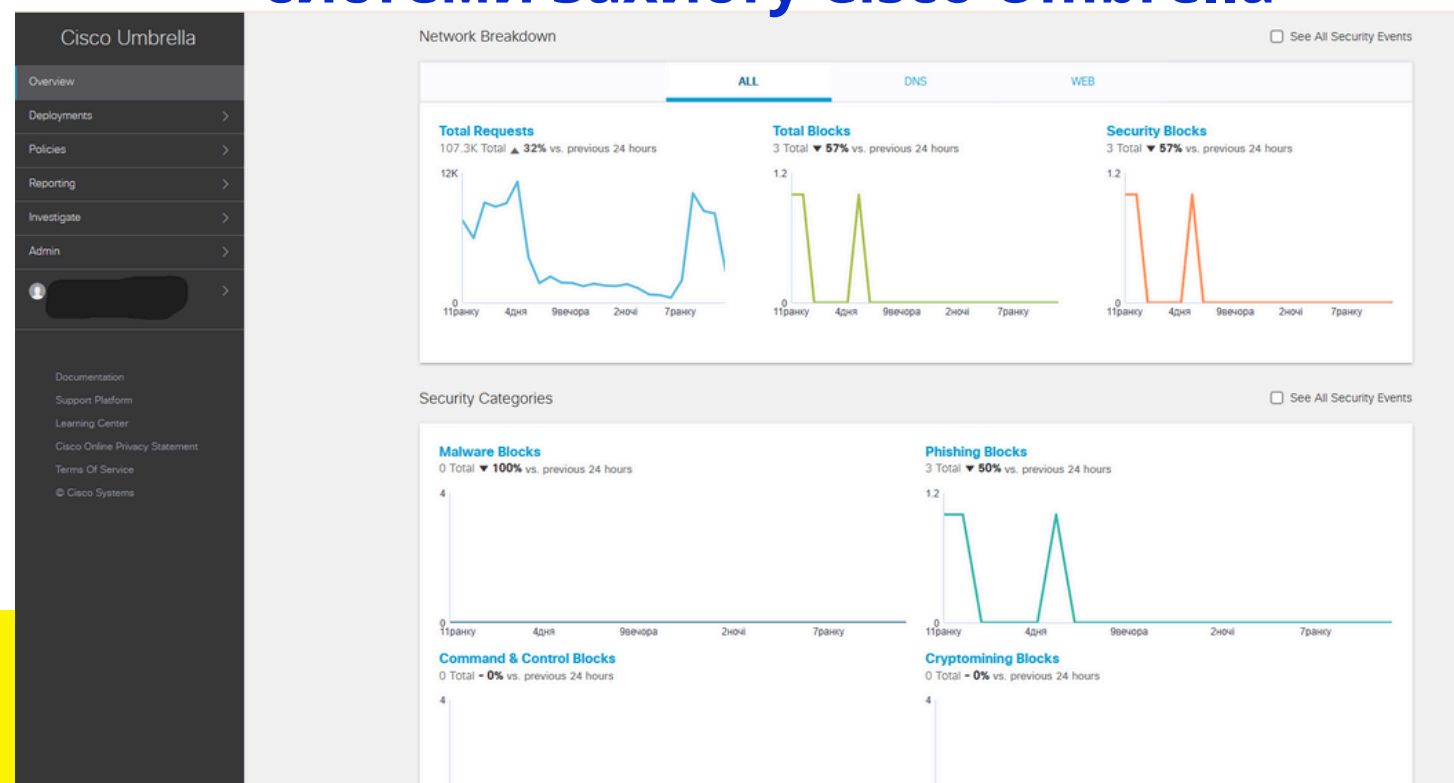 системи захисту Cisco Umbrella
Cisco Umbrella
Overview
Deployments
Policies
Reporting
Investigate
Admin
Documentation
Support Platform
Learning Center
Cisco Online Privacy Statement
Terms Of Service
© Cisco Systems
Network Breakdown
See All Security Events
ALL DNS WEB
Total Requests
107.3K Total ▲ 32% vs. previous 24 hours
12K
0
11ранку 4дня 9вечора 2ночі 7ранку
Total Blocks
3 Total ▼ 57% vs. previous 24 hours
1.2
0
11ранку 4дня 9вечора 2ночі 7ранку
Security Blocks
3 Total ▼ 57% vs. previous 24 hours
1.2
0
11ранку 4дня 9вечора 2ночі 7ранку
Security Categories
See All Security Events
Malware Blocks
0 Total ▼ 100% vs. previous 24 hours
4
0
11ранку 4дня 9вечора 2ночі 7ранку
Phishing Blocks
3 Total ▼ 50% vs. previous 24 hours
1.2
0
11ранку 4дня 9вечора 2ночі 7ранку
Command & Control Blocks
0 Total - 0% vs. previous 24 hours
4
Cryptomining Blocks
0 Total - 0% vs. previous 24 hours
4